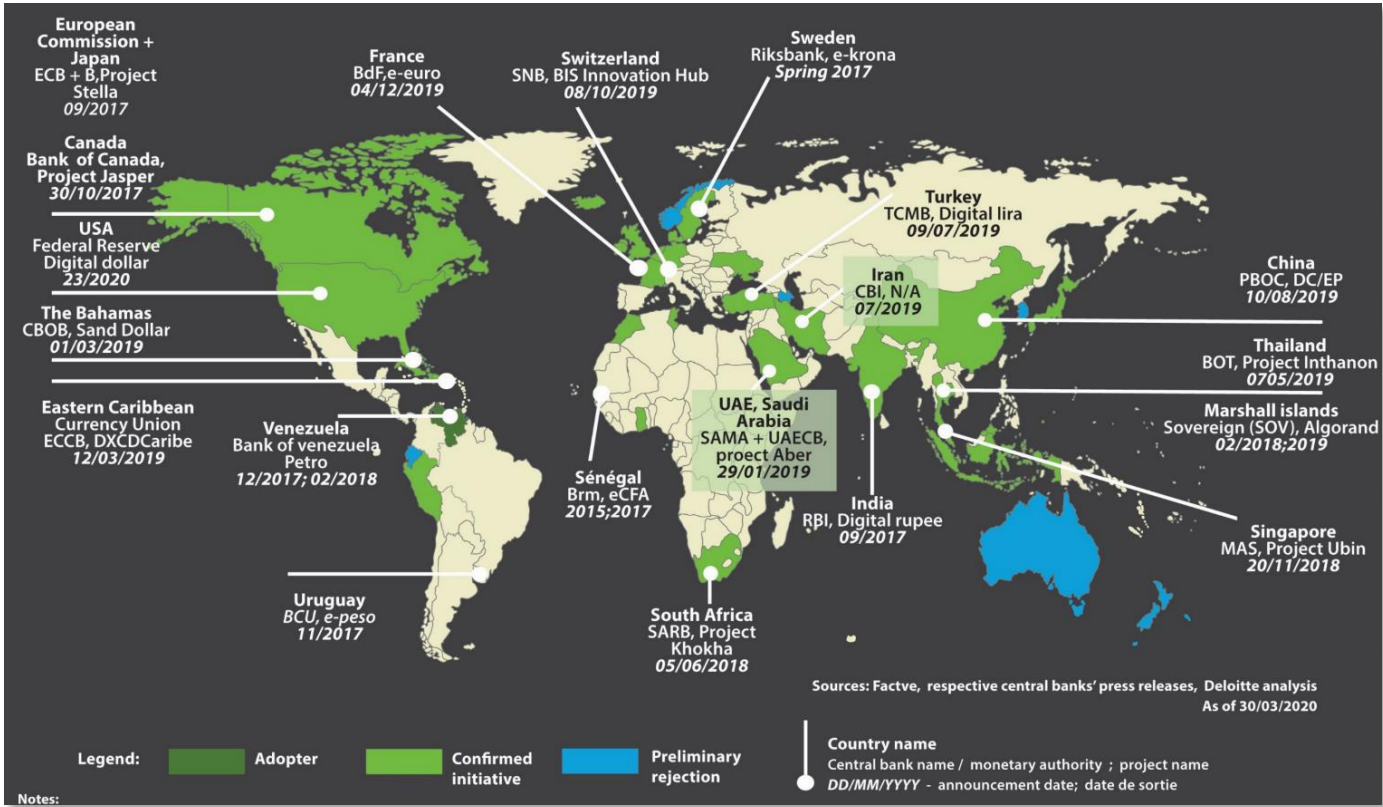 European
Commission +
Japan
ECB + B,Project
Stella
09/2017
France
BdF,e-euro
04/12/2019
Switzerland
SNB, BIS Innovation Hub
08/10/2019
Sweden
Riksbank, e-krona
Spring 2017
Canada
Bank of Canada,
Project Jasper
30/10/2017
USA
Federal Reserve
Digital dollar
23/2020
The Bahamas
CBOB, Sand Dollar
01/03/2019
Eastern Caribbean
Currency Union
ECCB, DXCDCaribe
12/03/2019
Venezuela
Bank of venezuela
Petro
12/2017; 02/2018
Uruguay
BCU, e-peso
11/2017
Sénégal
Brm, eCFA
2015;2017
South Africa
SARB, Project
Khokha
05/06/2018
UAE, Saudi
Arabia
SAMA + UAECB,
proect Aber
29/01/2019
Turkey
TCMB, Digital lira
09/07/2019
Iran
CBI, N/A
07/2019
India
RBI, Digital rupee
09/2017
China
PBOC, DC/EP
10/08/2019
Thailand
BOT, Project Inthanon
0705/2019
Marshall islands
Sovereign (SOV), Algorand
02/2018;2019
Singapore
MAS, Project Ubin
20/11/2018
Sources: Factve, respective central banks' press releases, Deloitte analysis
As of 30/03/2020
Legend:
Adopter
Confirmed
initiative
Preliminary
rejection
Country name
Central bank name / monetary authority ; project name
DD/MM/YYYY - announcement date; date de sortie
Notes: